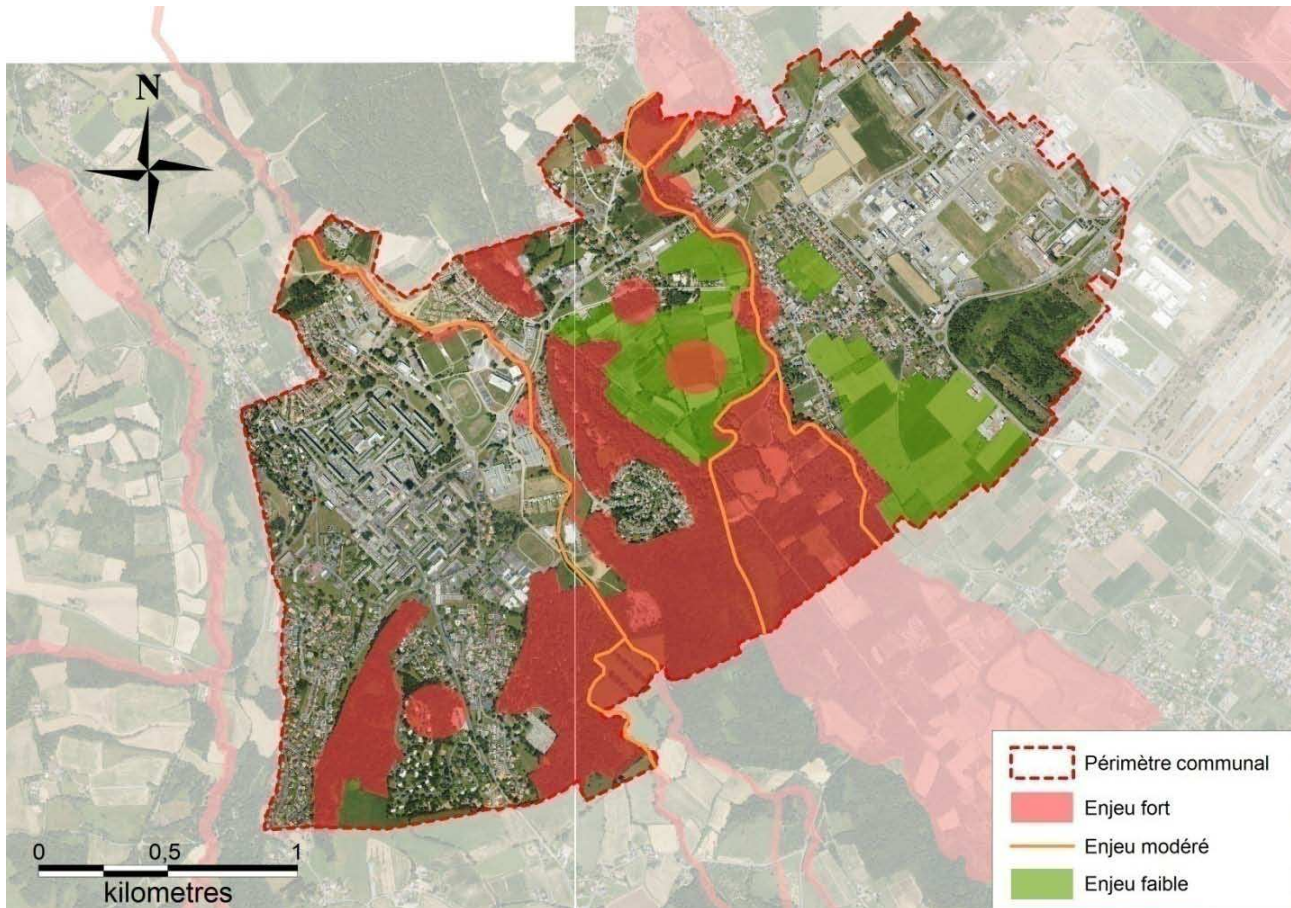 N
Périmètre communal
Enjeu fort
Enjeu modéré
Enjeu faible
0 0,5 1
kilometres